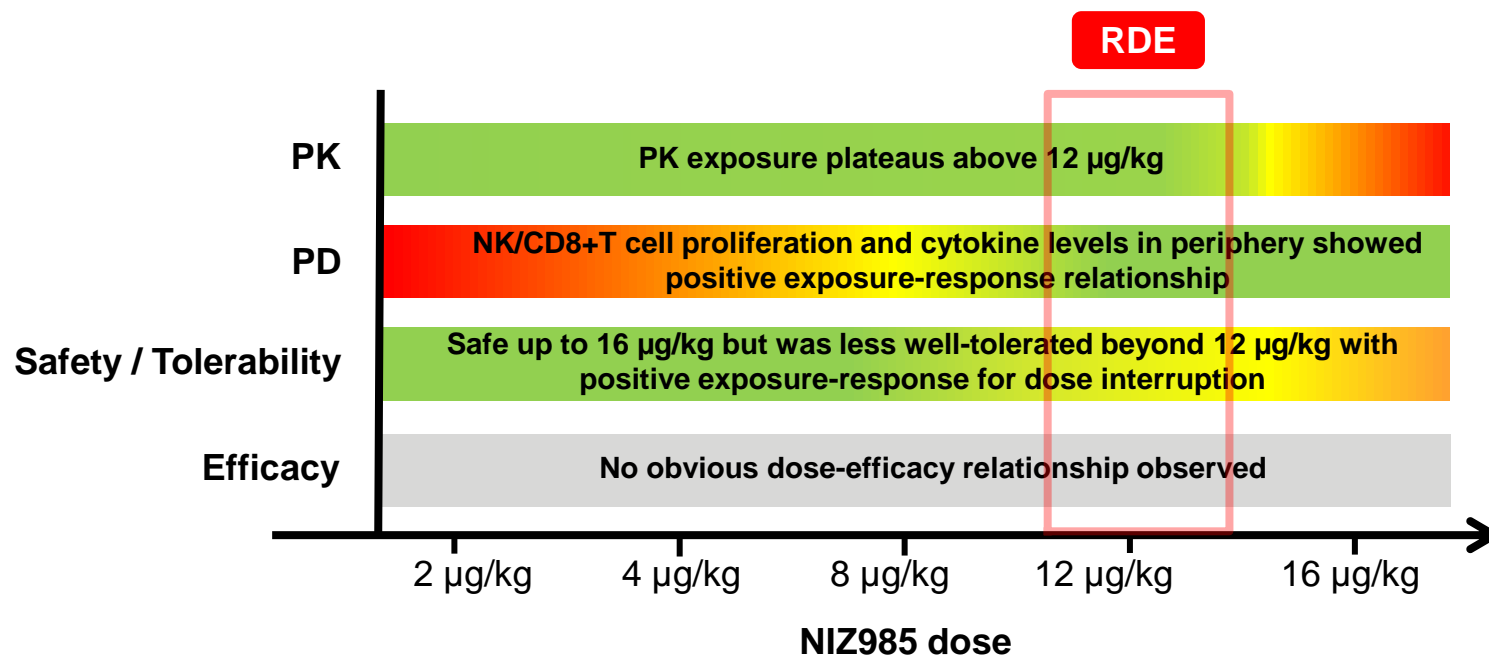 RDE
PK
PK exposure plateaus above 12 µg/kg
PD
NK/CD8+T cell proliferation and cytokine levels in periphery showed
positive exposure-response relationship
Safety / Tolerability
Safe up to 16 µg/kg but was less well-tolerated beyond 12 µg/kg with
positive exposure-response for dose interruption
Efficacy
No obvious dose-efficacy relationship observed
2 µg/kg
4 µg/kg
8 µg/kg
12 µg/kg
16 µg/kg
NIZ985 dose